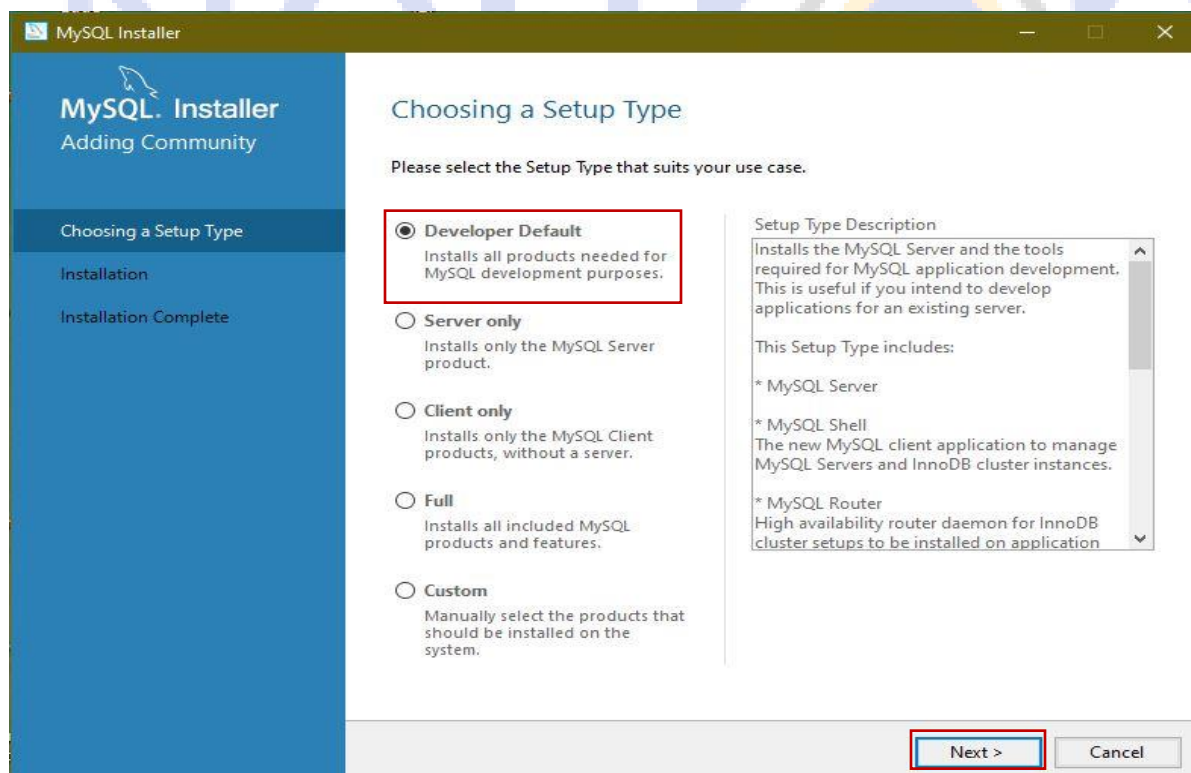 MySQL Installer
MySQL. Installer
Adding Community
Choosing a Setup Type
Installation
Installation Complete
Choosing a Setup Type
Please select the Setup Type that suits your use case.
Developer Default
Installs all products needed for
MySQL development purposes.
Server only
Installs only the MySQL Server
product.
Client only
Installs only the MySQL Client
products, without a server.
Full
Installs all included MySQL
products and features.
Custom
Manually select the products that
should be installed on the
system.
Setup Type Description
Installs the MySQL Server and the tools
required for MySQL application development.
This is useful if you intend to develop
applications for an existing server.
This Setup Type includes:
* MySQL Server
* MySQL Shell
The new MySQL client application to manage
MySQL Servers and InnoDB cluster instances.
* MySQL Router
High availability router daemon for InnoDB
cluster setups to be installed on application
Next >
Cancel